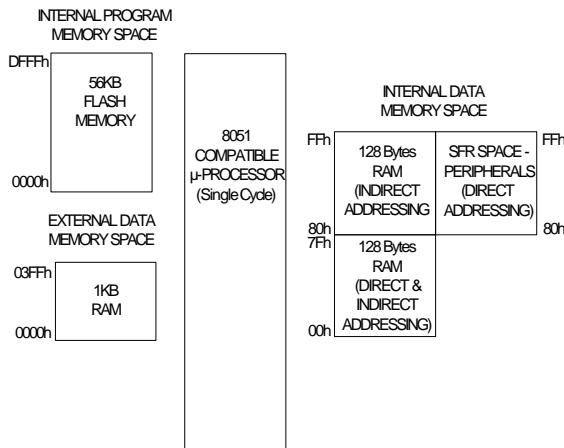 INTERNAL PROGRAM
MEMORY SPACE
DFFFh
56KB
FLASH
MEMORY
0000h
EXTERNAL DATA
MEMORY SPACE
03FFh
1KB
RAM
0000h
8051
COMPATIBLE
µ-PROCESSOR
(Single Cycle)
INTERNAL DATA
MEMORY SPACE
FFh
128 Bytes
RAM
(INDIRECT
ADDRESSING
80h
SFR SPACE -
PERIPHERALS
(DIRECT
ADDRESSING)
FFh
80h
7Fh
128 Bytes
RAM
(DIRECT &
INDIRECT
ADDRESSING)
00h